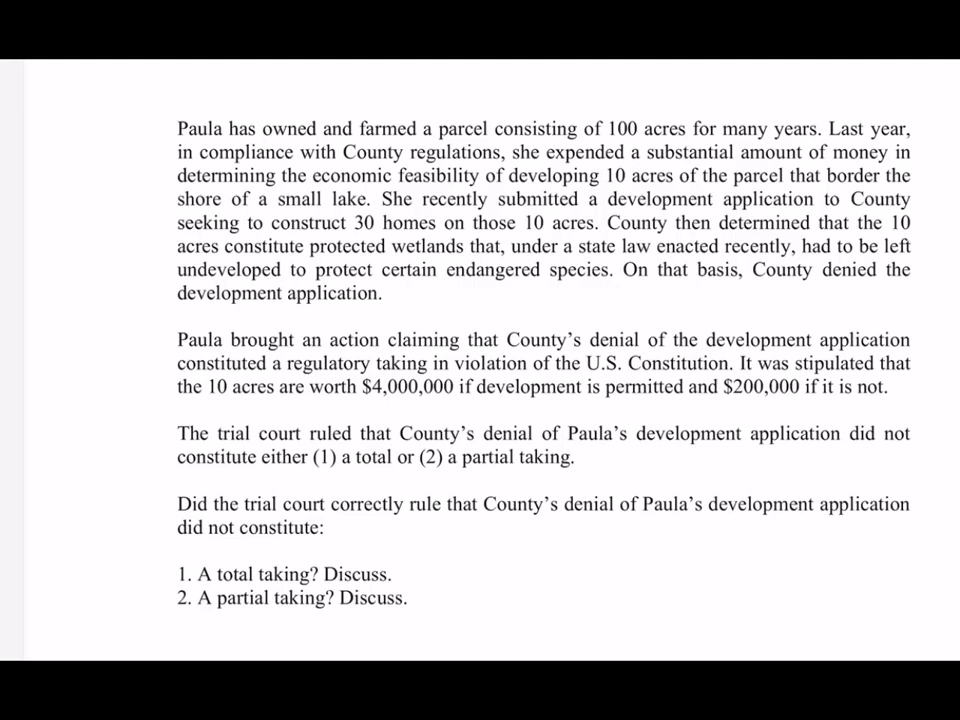 Paula has owned and farmed a parcel consisting of 100 acres for many years. Last year,
in compliance with County regulations, she expended a substantial amount of money in
determining the economic feasibility of developing 10 acres of the parcel that border the
shore of a small lake. She recently submitted a development application to County
seeking to construct 30 homes on those 10 acres. County then determined that the 10
acres constitute protected wetlands that, under a state law enacted recently, had to be left
undeveloped to protect certain endangered species. On that basis, County denied the
development application.
Paula brought an action claiming that County's denial of the development application
constituted a regulatory taking in violation of the U.S. Constitution. It was stipulated that
the 10 acres are worth $4,000,000 if development is permitted and $200,000 if it is not.
The trial court ruled that County's denial of Paula's development application did not
constitute either (1) a total or (2) a partial taking.
Did the trial court correctly rule that County's denial of Paula's development application
did not constitute:
1. A total taking? Discuss.
2. A partial taking? Discuss.